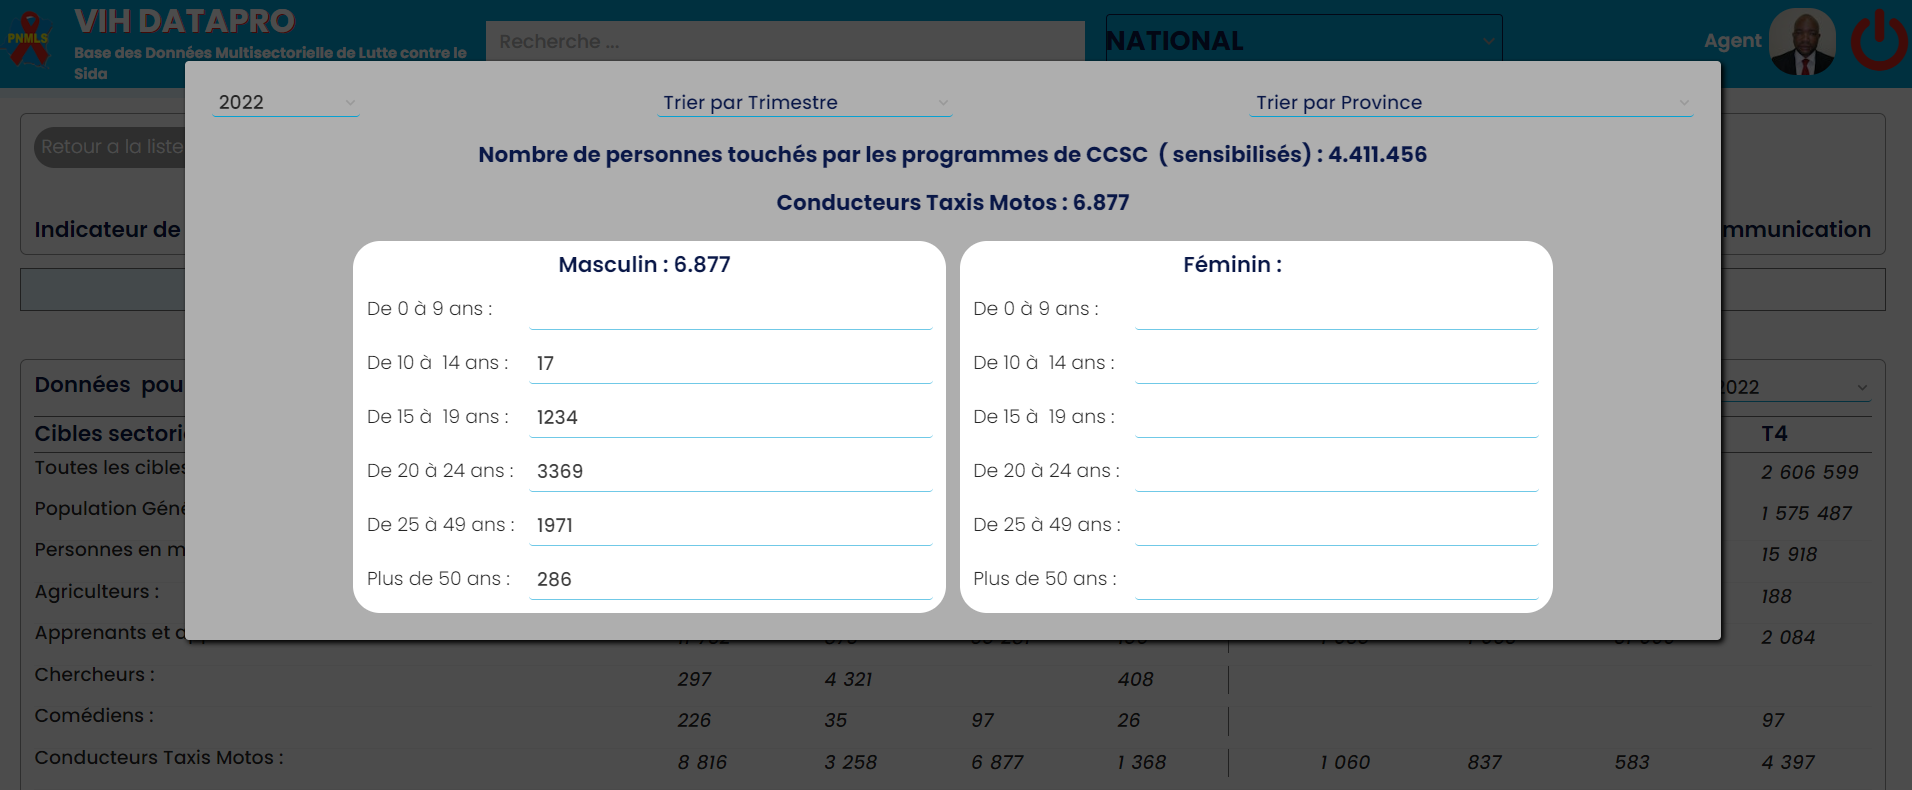 PNMLS
VIH DATAPRO
Base des Données Multisectorielle de Lutte contre le
Sida
Recherche ...
NATIONAL
Agent
2022
Trier par Trimestre
Trier par Province
Retour a la liste
Nombre de personnes touchés par les programmes de CCSC ( sensibilisés) : 4.411.456
Conducteurs Taxis Motos : 6.877
Indicateur de
mmunication
Masculin : 6.877
De 0 à 9 ans :
De 10 à 14 ans : 17
De 15 à 19 ans : 1234
De 20 à 24 ans : 3369
De 25 à 49 ans : 1971
Plus de 50 ans : 286
Féminin :
De 0 à 9 ans :
De 10 à 14 ans :
De 15 à 19 ans :
De 20 à 24 ans :
De 25 à 49 ans :
Plus de 50 ans :
Données pou
2022
Cibles sectori
T4
Toutes les cibles
2 606 599
Population Géné
1 575 487
Personnes en m
15 918
Agriculteurs :
188
Apprenants et
2 084
Chercheurs : 297 4 321 408
Comédiens : 226 35 97 26 97
Conducteurs Taxis Motos : 8 816 3 258 6 877 1 368 1 060 837 583 4 397